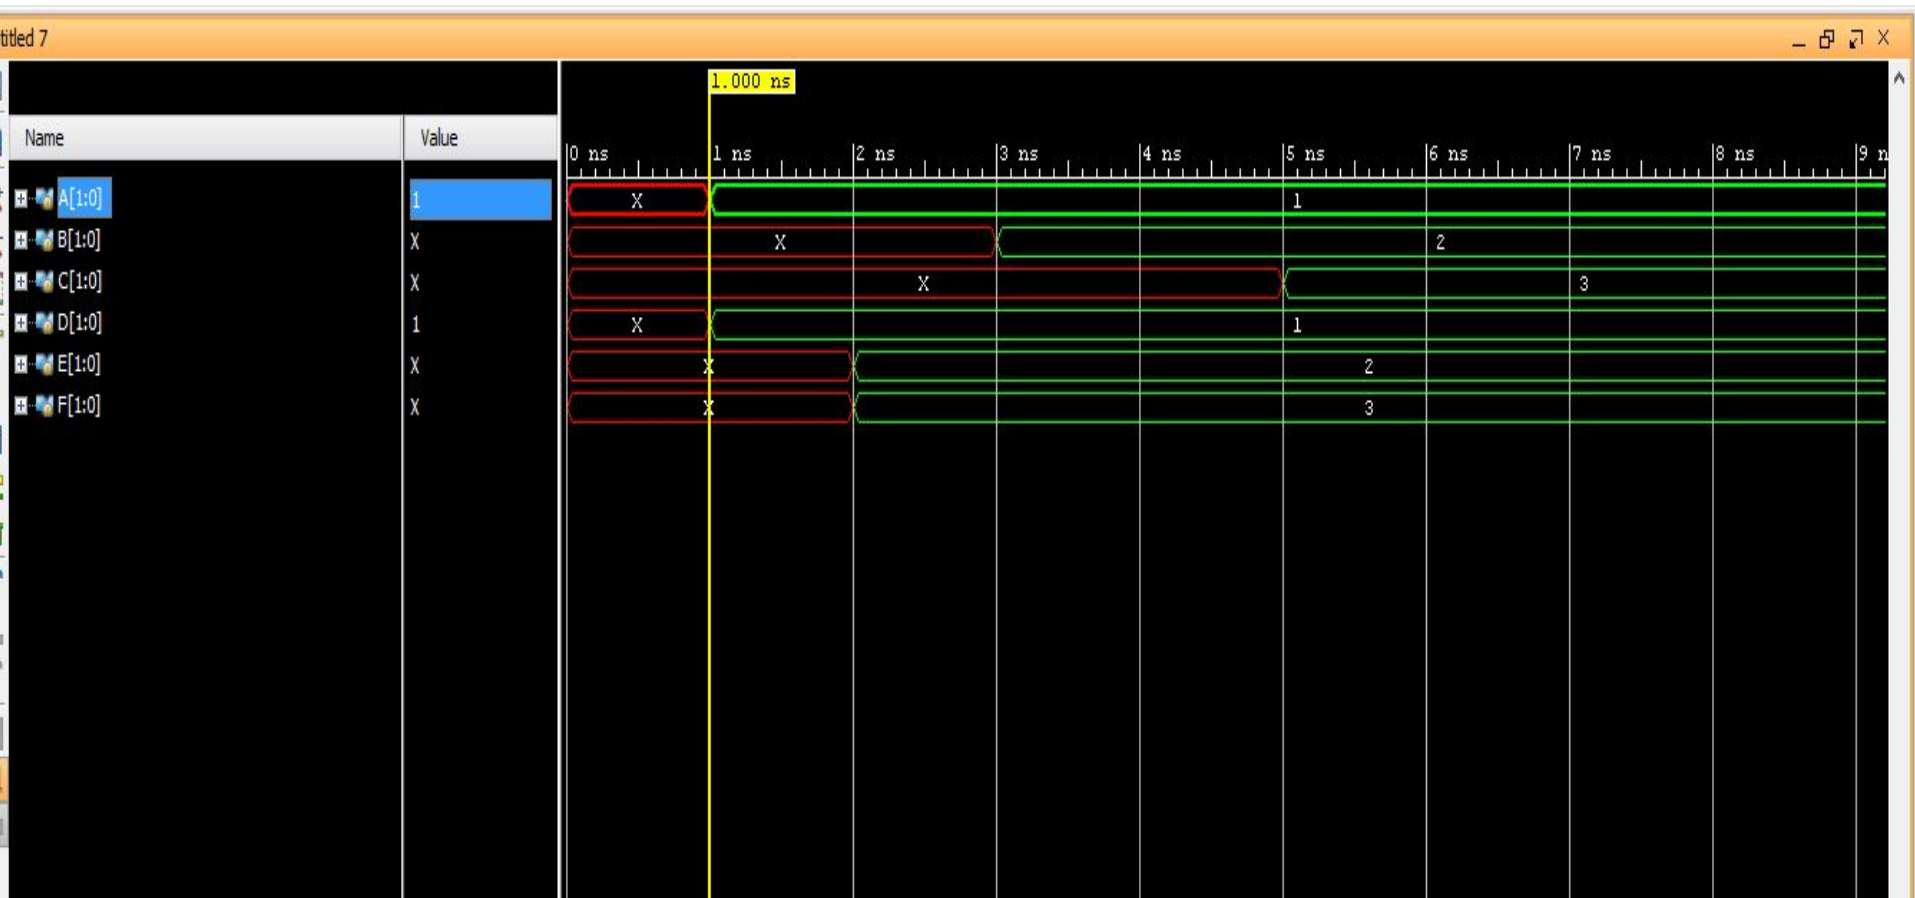 titled 7
1.000 ns
Name Value
0 ns 1 ns 2 ns 3 ns 4 ns 5 ns 6 ns 7 ns 8 ns 9 n
A[1:0] 1 X 1
B[1:0] X X 2
C[1:0] X X 3
D[1:0] 1 X 1
E[1:0] X X 2
F[1:0] X X 3